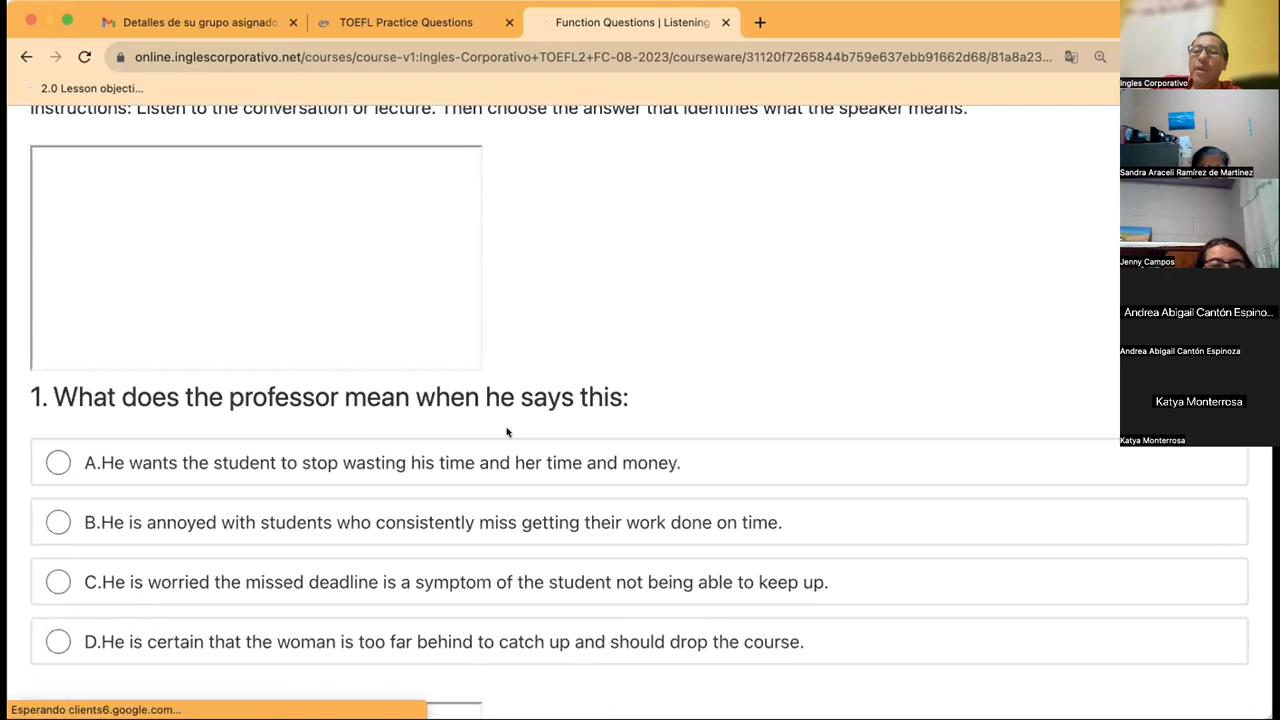 Detalles de su grupo asignado
TOEFL Practice Questions
Function Questions | Listening
online.inglescorporativo.net/courses/course-v1:Ingles-Corporativo+TOEFL2+FC-08-2023/courseware/31120f7265844b759e637ebb91662d68/81a8a23...
2.0 Lesson objecti...
Instructions: Listen to the conversation or lecture. Then choose the answer that identifies what the speaker means.
1. What does the professor mean when he says this:
A.He wants the student to stop wasting his time and her time and money.
B.He is annoyed with students who consistently miss getting their work done on time.
C.He is worried the missed deadline is a symptom of the student not being able to keep up.
D.He is certain that the woman is too far behind to catch up and should drop the course.
Esperando clients6.google.com...
Ingles Corporativo
Sandra Araceli Ramírez de Martínez
Jenny Campos
Andrea Abigail Cantón Espino...
Andrea Abigail Cantón Espinoza
Katya Monterrosa
Katya Monterrosa